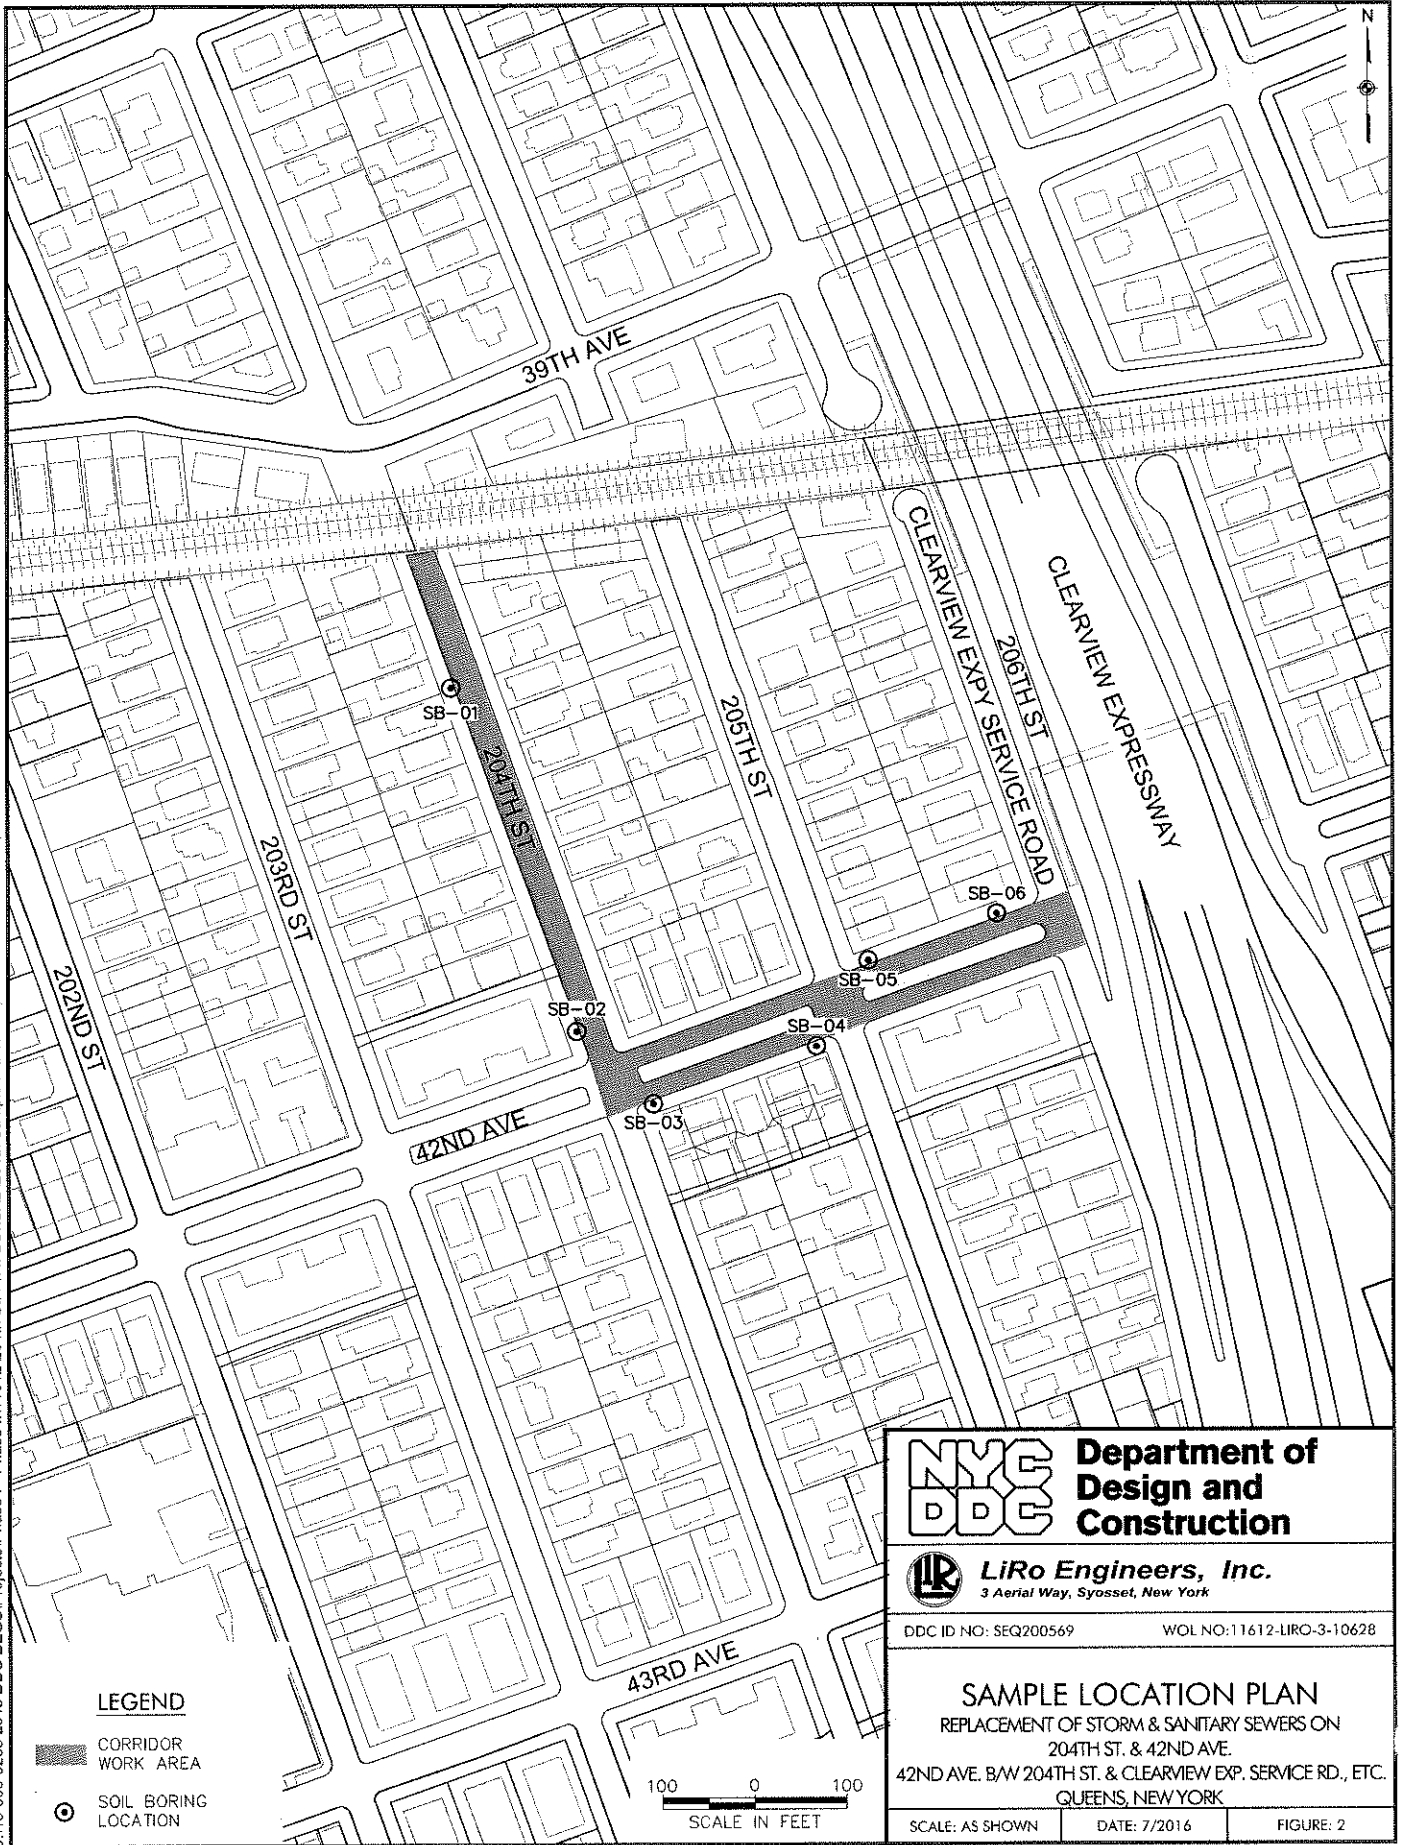 N
39TH AVE
CLEARVIEW EXPY SERVICE ROAD
206TH ST
CLEARVIEW EXPRESSWAY
SB-01
204TH ST
205TH ST
203RD ST
202ND ST
SB-06
SB-05
SB-02
SB-04
SB-03
42ND AVE
43RD AVE
LEGEND
CORRIDOR
WORK AREA
SOIL BORING
LOCATION
100 0 100
SCALE IN FEET
NYC
DDC
Department of
Design and
Construction
LiRo
LiRo Engineers, Inc.
3 Aerial Way, Syosset, New York
DDC ID NO: SEQ200569 WOL NO:11612-LIRO-3-10628
SAMPLE LOCATION PLAN
REPLACEMENT OF STORM & SANITARY SEWERS ON
204TH ST. & 42ND AVE.
42ND AVE. B/W 204TH ST. & CLEARVIEW EXP. SERVICE RD., ETC.
QUEENS, NEW YORK
SCALE: AS SHOWN DATE: 7/2016 FIGURE: 2